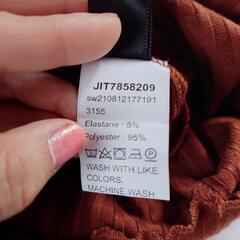 JIT7858209
sw210812177191
3155
Elastane : 5%
Polyester : 95%
WASH WITH LIKE
COLORS.
MACHINE WASH